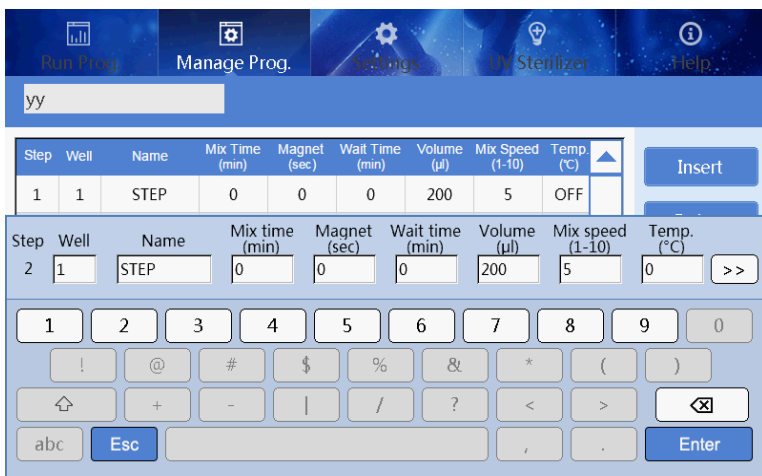 Run Prog. Manage Prog. Settings UV Sterilizer Help
yy
Step Well Name Mix Time (min) Magnet (sec) Wait Time (min) Volume (μl) Mix Speed (1-10) Temp. (℃)
Insert
1 1 STEP 0 0 0 200 5 OFF
Step Well Name Mix time (min) Magnet (sec) Wait time (min) Volume (μl) Mix speed (1-10) Temp. (°C)
2 1 STEP 0 0 0 200 5 0 >>
1 2 3 4 5 6 7 8 9 0
! @ # $ % & * ( )
+ - | / ? < >
abc Esc , . Enter